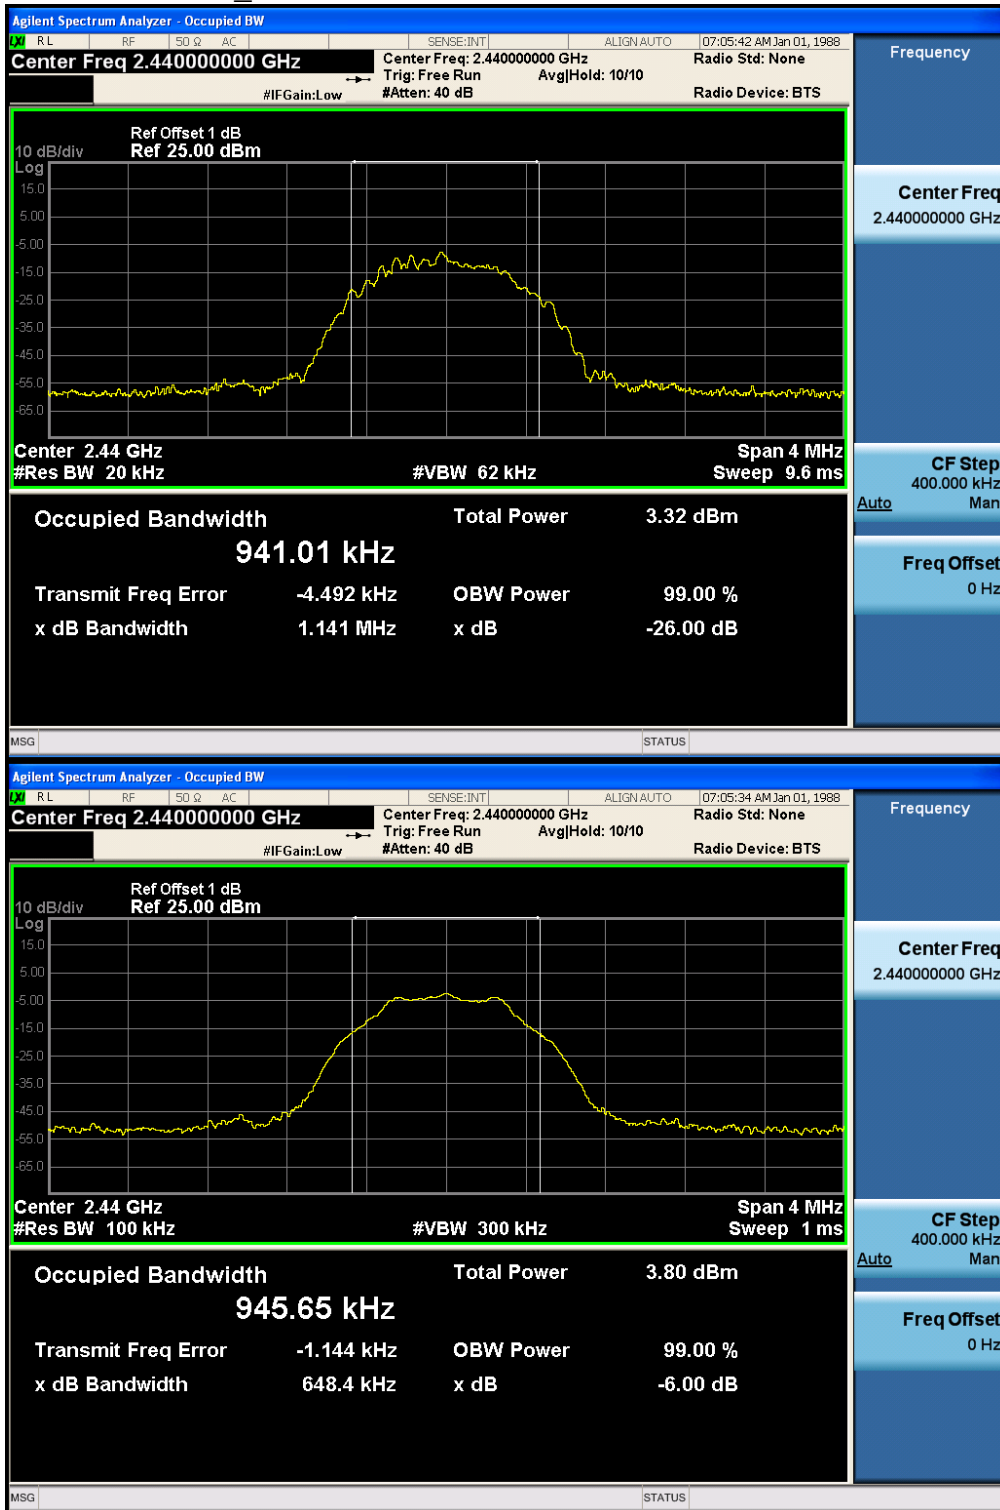 Agilent Spectrum Analyzer - Occupied BW
LXI RL RF 50 Ω AC SENSE:INT ALIGN AUTO 07:05:42 AM Jan 01, 1988
Center Freq 2.440000000 GHz
Center Freq: 2.440000000 GHz Radio Std: None
Trig: Free Run Avg|Hold: 10/10
#IFGain:Low #Atten: 40 dB Radio Device: BTS
Frequency
Ref Offset 1 dB
10 dB/div Ref 25.00 dBm
Log
15.0
5.00
-5.00
-15.0
-25.0
-35.0
-45.0
-55.0
-65.0
Center Freq
2.440000000 GHz
Center 2.44 GHz Span 4 MHz
#Res BW 20 kHz #VBW 62 kHz Sweep 9.6 ms
CF Step
400.000 kHz
Auto Man
Occupied Bandwidth Total Power 3.32 dBm
941.01 kHz
Transmit Freq Error -4.492 kHz OBW Power 99.00 %
x dB Bandwidth 1.141 MHz x dB -26.00 dB
Freq Offset
0 Hz
MSG STATUS
Agilent Spectrum Analyzer - Occupied BW
LXI RL RF 50 Ω AC SENSE:INT ALIGN AUTO 07:05:34 AM Jan 01, 1988
Center Freq 2.440000000 GHz
Center Freq: 2.440000000 GHz Radio Std: None
Trig: Free Run Avg|Hold: 10/10
#IFGain:Low #Atten: 40 dB Radio Device: BTS
Frequency
Ref Offset 1 dB
10 dB/div Ref 25.00 dBm
Log
15.0
5.00
-5.00
-15.0
-25.0
-35.0
-45.0
-55.0
-65.0
Center Freq
2.440000000 GHz
Center 2.44 GHz Span 4 MHz
#Res BW 100 kHz #VBW 300 kHz Sweep 1 ms
CF Step
400.000 kHz
Auto Man
Occupied Bandwidth Total Power 3.80 dBm
945.65 kHz
Transmit Freq Error -1.144 kHz OBW Power 99.00 %
x dB Bandwidth 648.4 kHz x dB -6.00 dB
Freq Offset
0 Hz
MSG STATUS